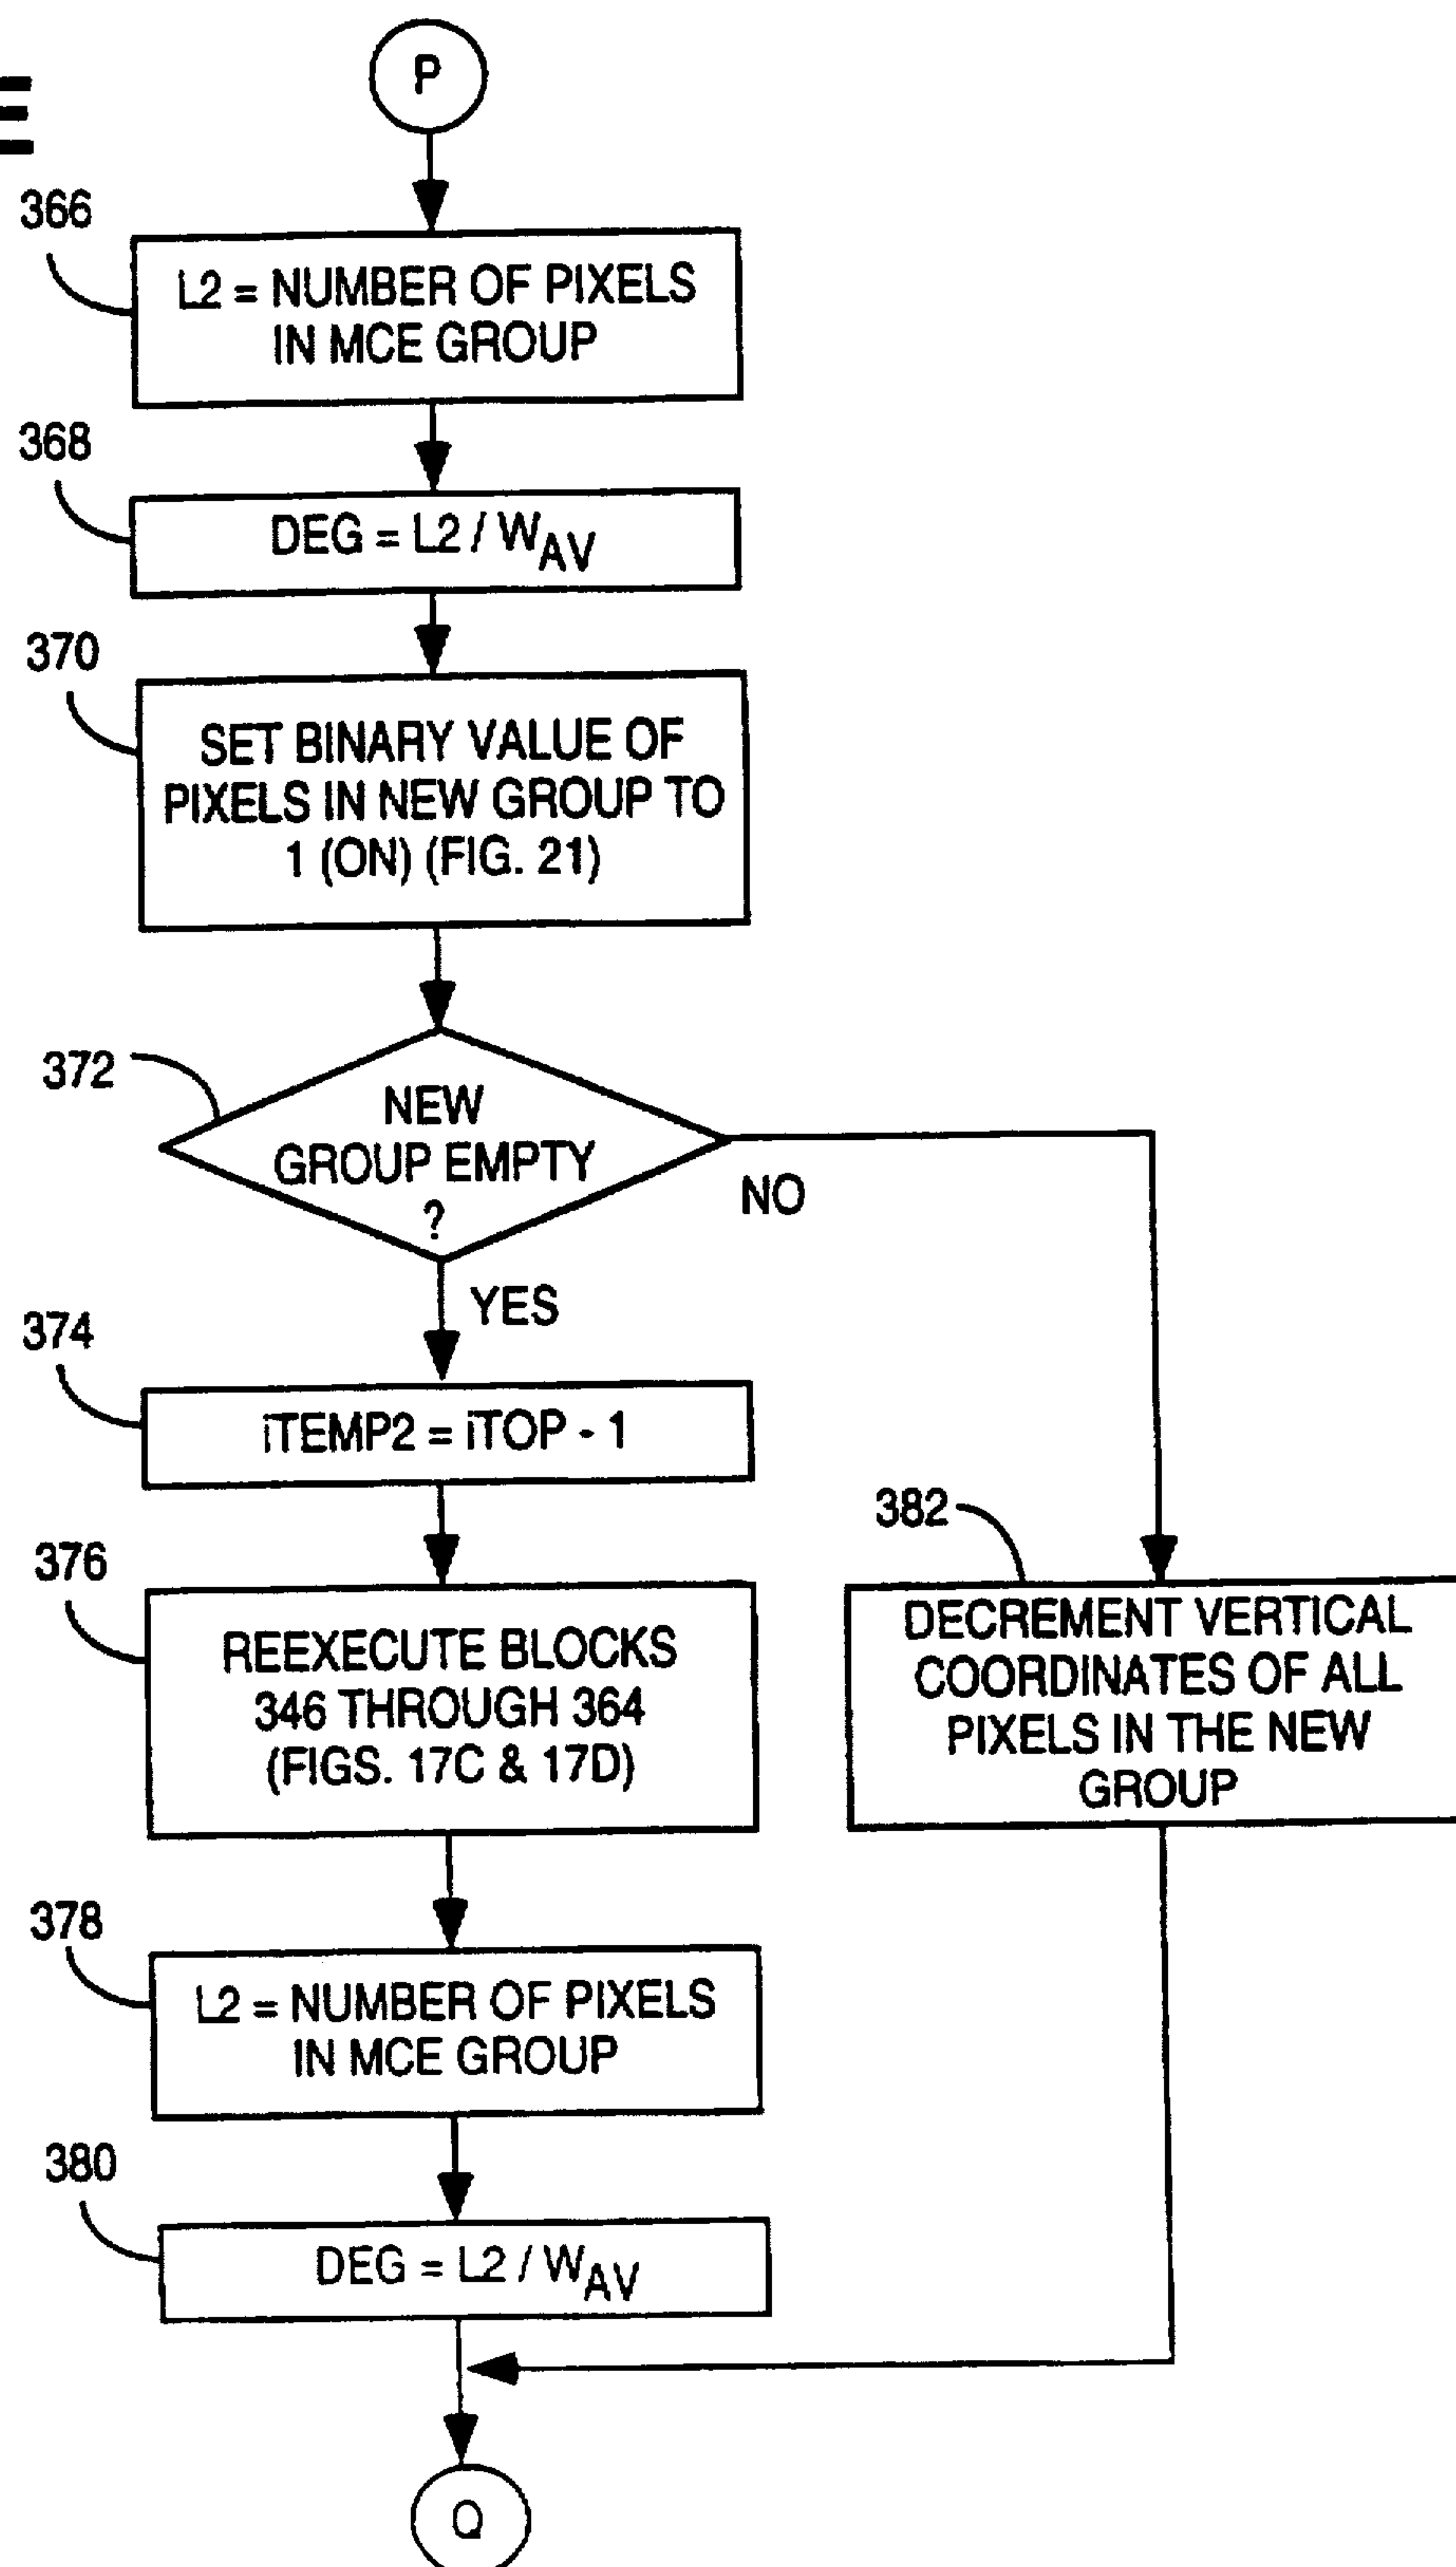 E
P
366
L2 = NUMBER OF PIXELS
IN MCE GROUP
368
DEG = L2 / WAV
370
SET BINARY VALUE OF
PIXELS IN NEW GROUP TO
1 (ON) (FIG. 21)
372
NEW
GROUP EMPTY
?
NO
YES
374
iTEMP2 = iTOP - 1
376
REEXECUTE BLOCKS
346 THROUGH 364
(FIGS. 17C & 17D)
382
DECREMENT VERTICAL
COORDINATES OF ALL
PIXELS IN THE NEW
GROUP
378
L2 = NUMBER OF PIXELS
IN MCE GROUP
380
DEG = L2 / WAV
Q